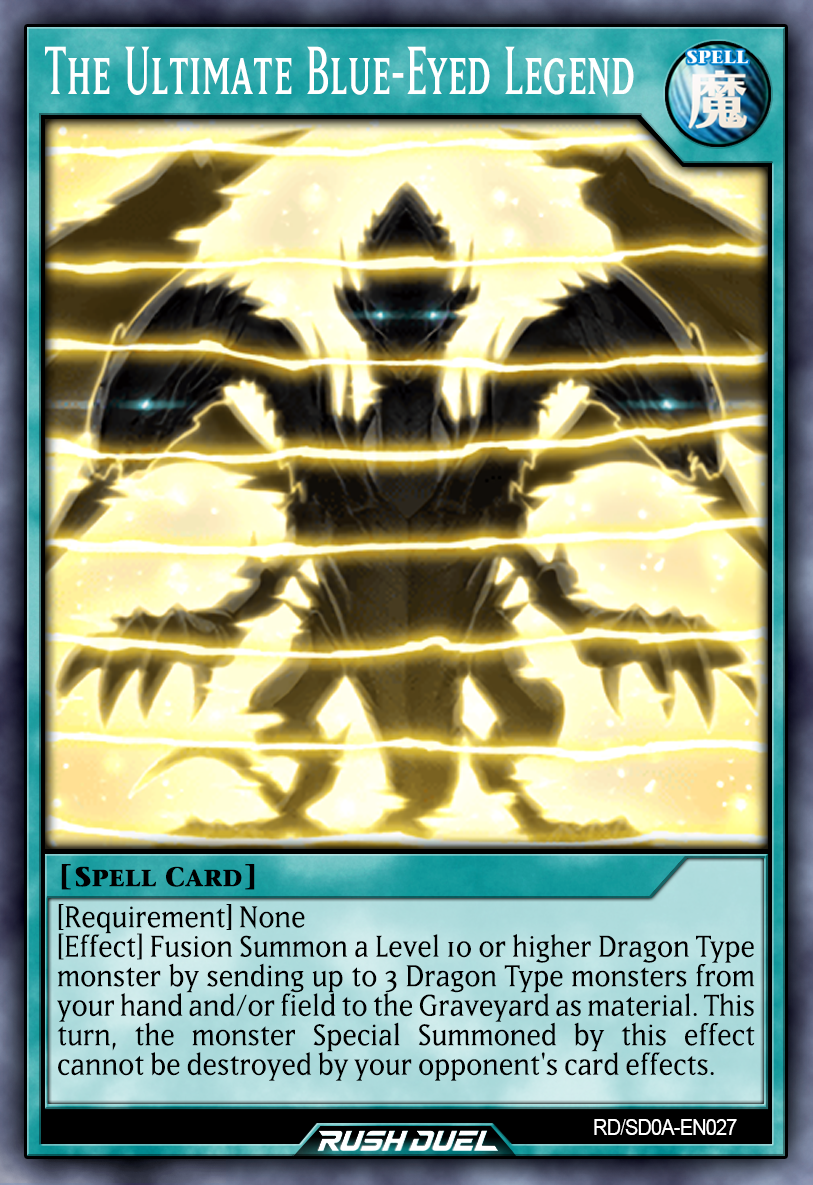 The Ultimate Blue-Eyed Legend
SPELL
魔
[Spell Card]
[Requirement] None
[Effect] Fusion Summon a Level 10 or higher Dragon Type
monster by sending up to 3 Dragon Type monsters from
your hand and/or field to the Graveyard as material. This
turn, the monster Special Summoned by this effect
cannot be destroyed by your opponent's card effects.
RD/SD0A-EN027
RUSH DUEL